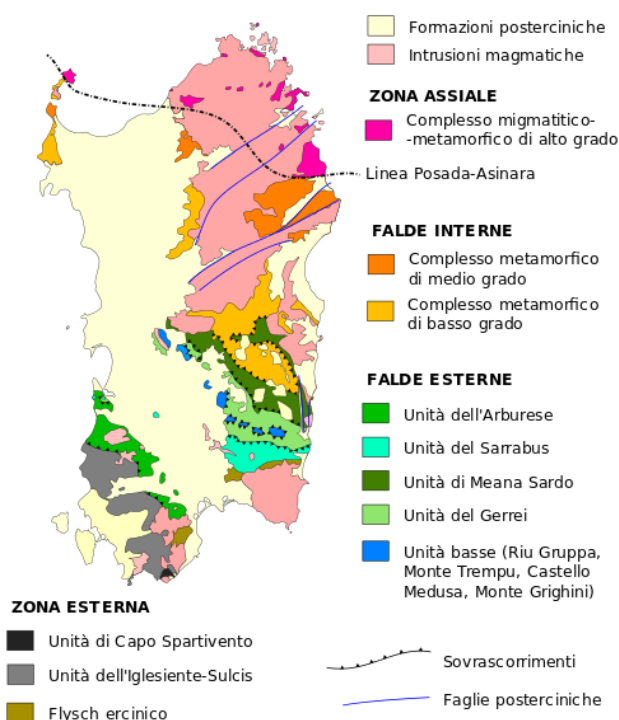 Formazioni posterciniche
Intrusioni magmatiche
ZONA ASSIALE
Complesso migmatitico-
-metamorfico di alto grado
Linea Posada-Asinara
FALDE INTERNE
Complesso metamorfico
di medio grado
Complesso metamorfico
di basso grado
FALDE ESTERNE
Unità dell'Arburese
Unità del Sarrabus
Unità di Meana Sardo
Unità del Gerrei
Unità basse (Riu Gruppa,
Monte Trempu, Castello
Medusa, Monte Grighini)
ZONA ESTERNA
Unità di Capo Spartivento
Unità dell'Iglesiente-Sulcis
Flysch ercinico
Sovrascorrimenti
Faglie posterciniche